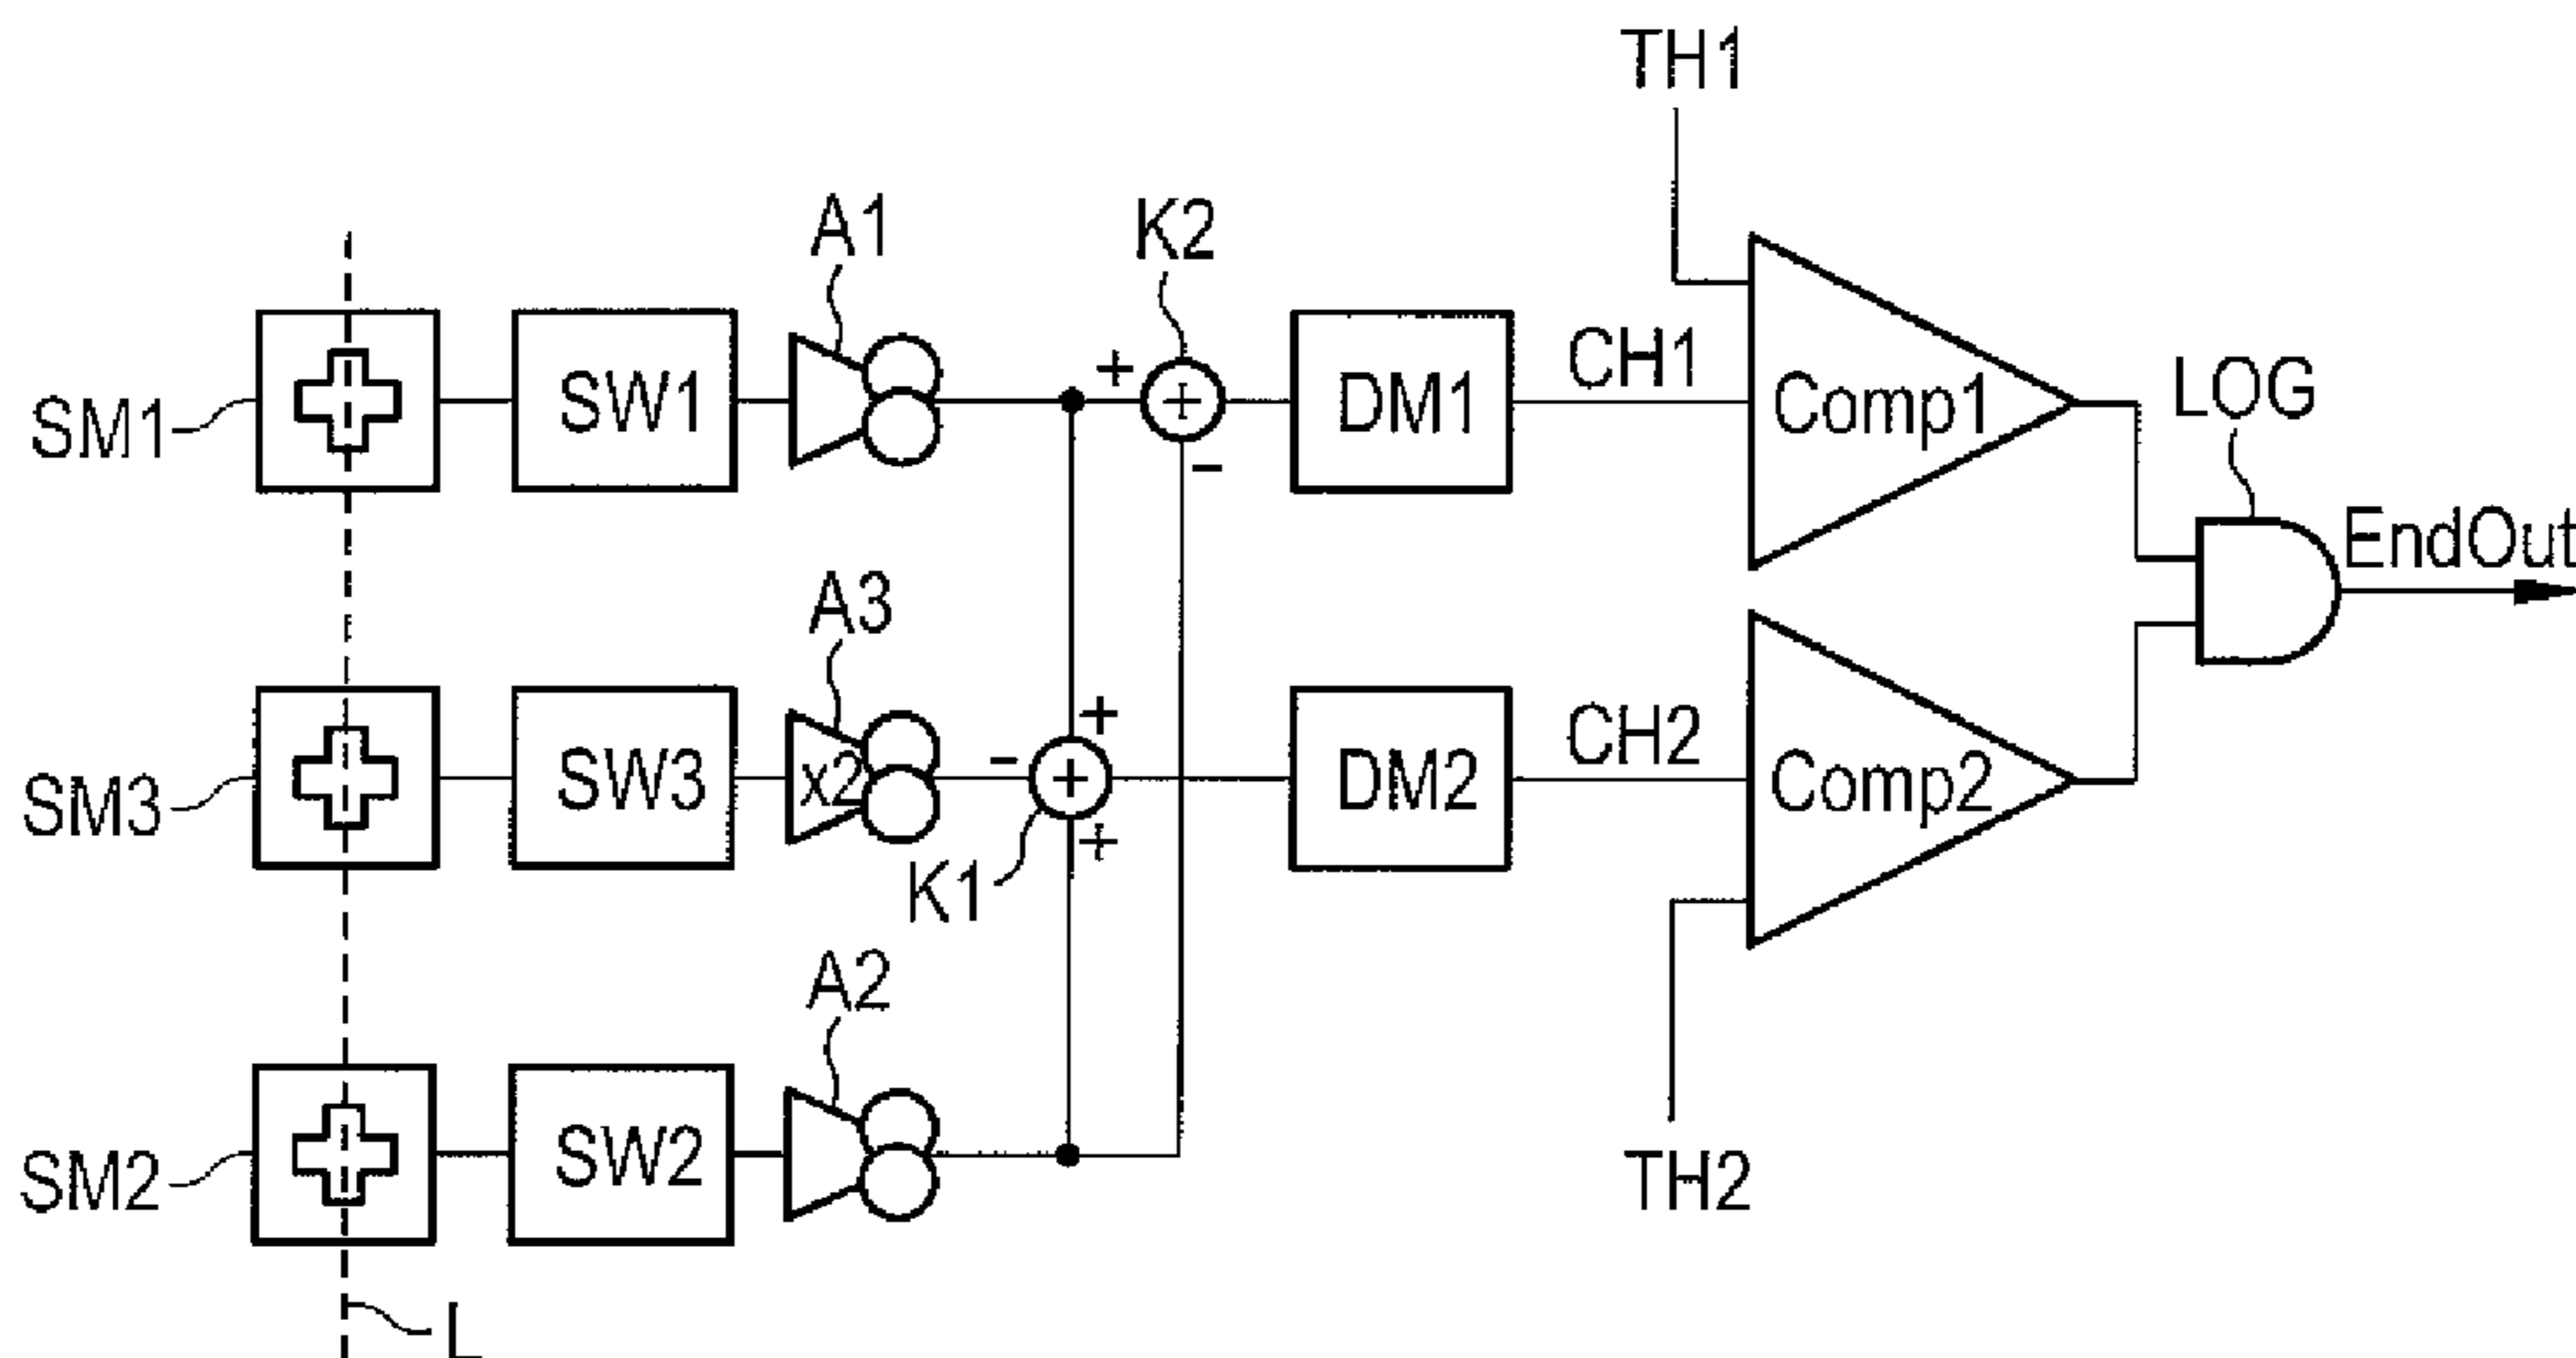 TH1
A1
K2
SM1
SW1
+
+
-
DM1
CH1
Comp1
LOG
EndOut
A3
SM3
SW3
x2
-
+
+
+
K1
DM2
CH2
Comp2
A2
SM2
SW2
TH2
L